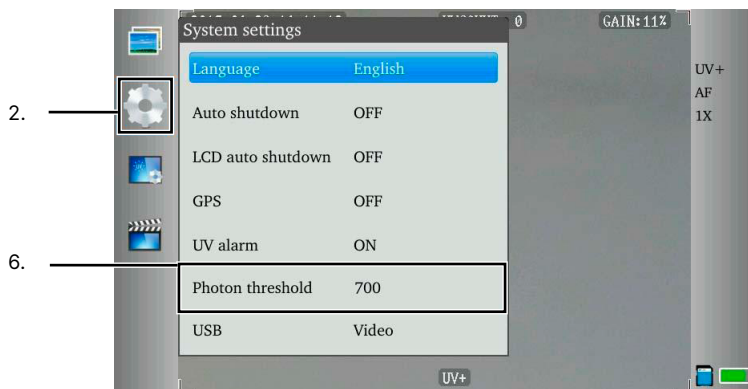 GAIN:11%
System settings
Language English
Auto shutdown OFF
LCD auto shutdown OFF
GPS OFF
UV alarm ON
Photon threshold 700
USB Video
UV+
AF
1X
2.
6.
0
UV+